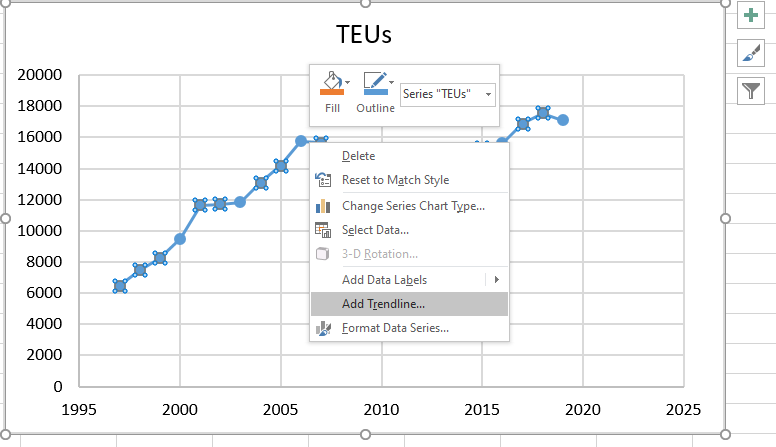 TEUs
20000
18000
16000
14000
12000
10000
8000
6000
4000
2000
0
1995 2000 2005 2010 2015 2020 2025
Fill Outline Series "TEUs"
Delete
Reset to Match Style
Change Series Chart Type...
Select Data...
3-D Rotation...
Add Data Labels
Add Trendline...
Format Data Series...